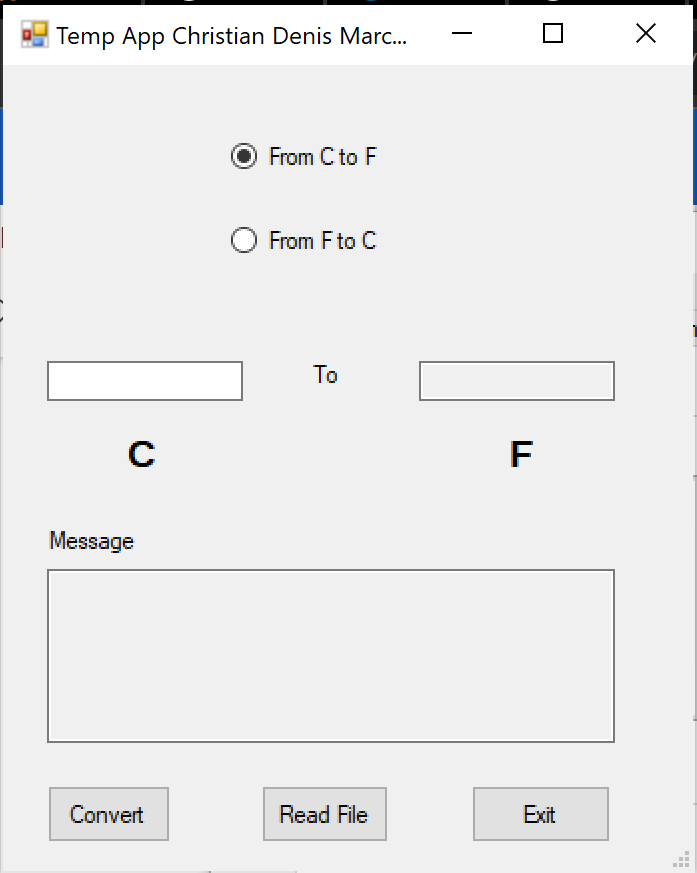 Temp App Christian Denis Marc...
From C to F
From F to C
To
C F
Message
Convert Read File Exit